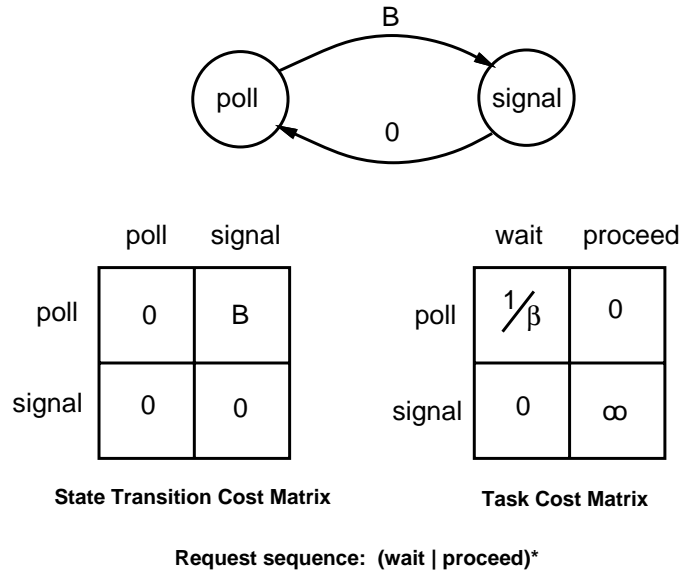 B
poll
signal
0
poll signal
poll 0 B
signal 0 0
State Transition Cost Matrix
wait proceed
poll 1/β 0
signal 0 ∞
Task Cost Matrix
Request sequence: (wait | proceed)*